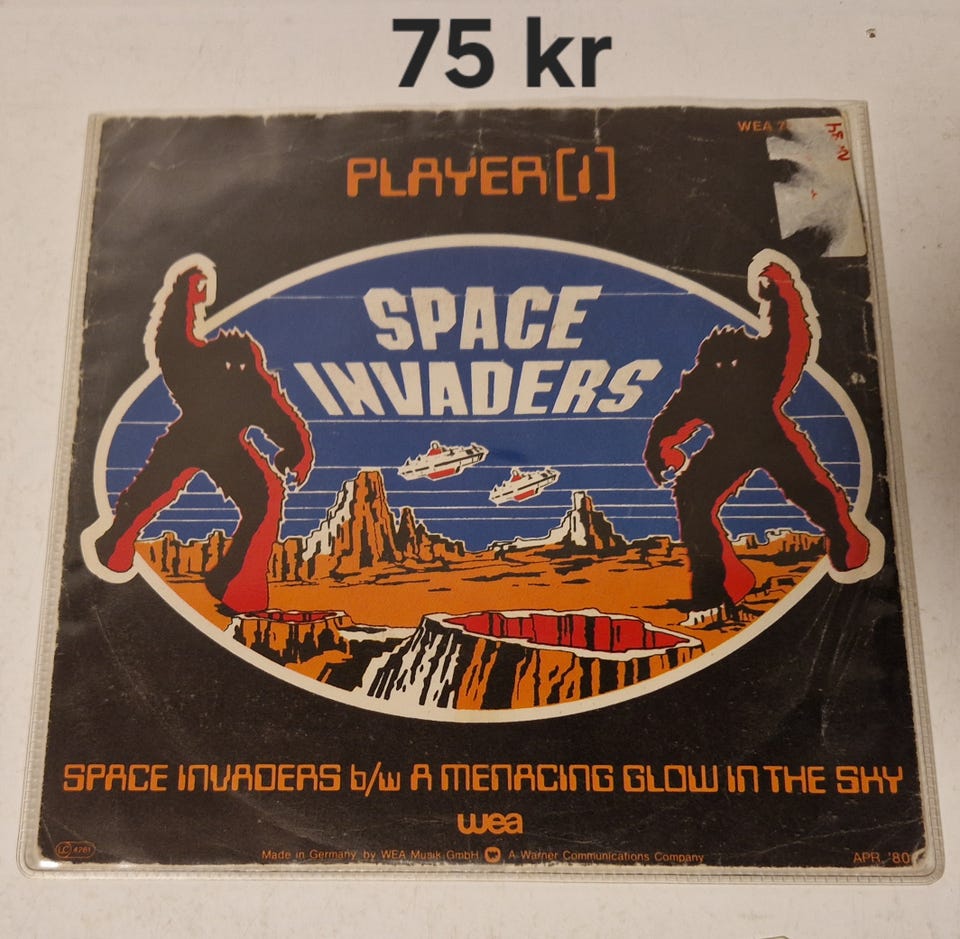 75 kr
WEA
PLAYER[1]
SPACE
INVADERS
SPACE INVADERS b/w A MENACING GLOW IN THE SKY
wea
LC 4281
Made in Germany by WEA Musik GmbH A Warner Communications Company
APR. '80